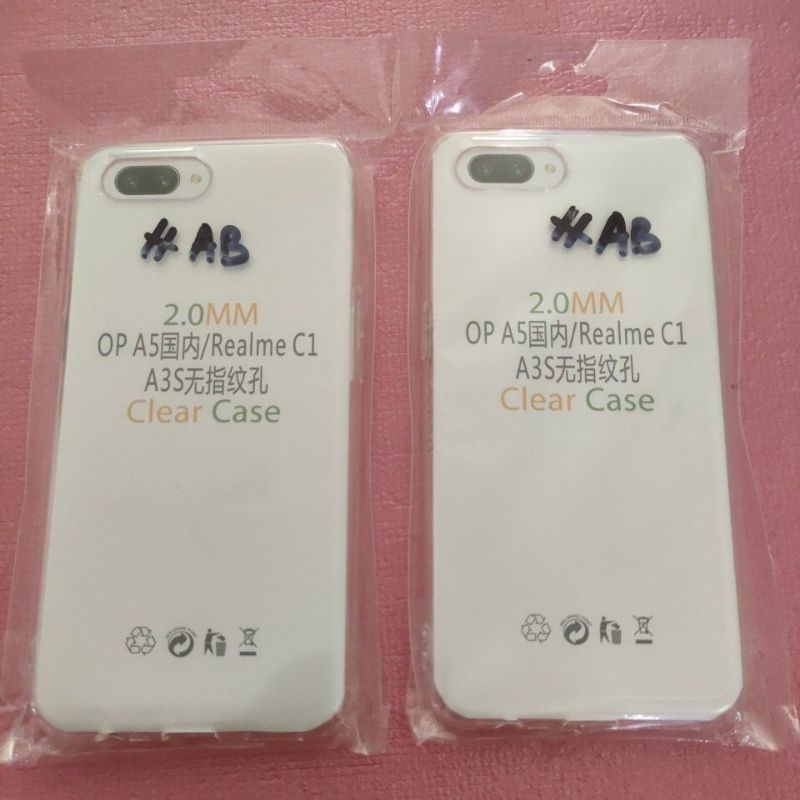 #AB
2.0MM
OP A5国内/Realme C1
A3S无指纹孔
Clear Case
#AB
2.0MM
OP A5国内/Realme C1
A3S无指纹孔
Clear Case